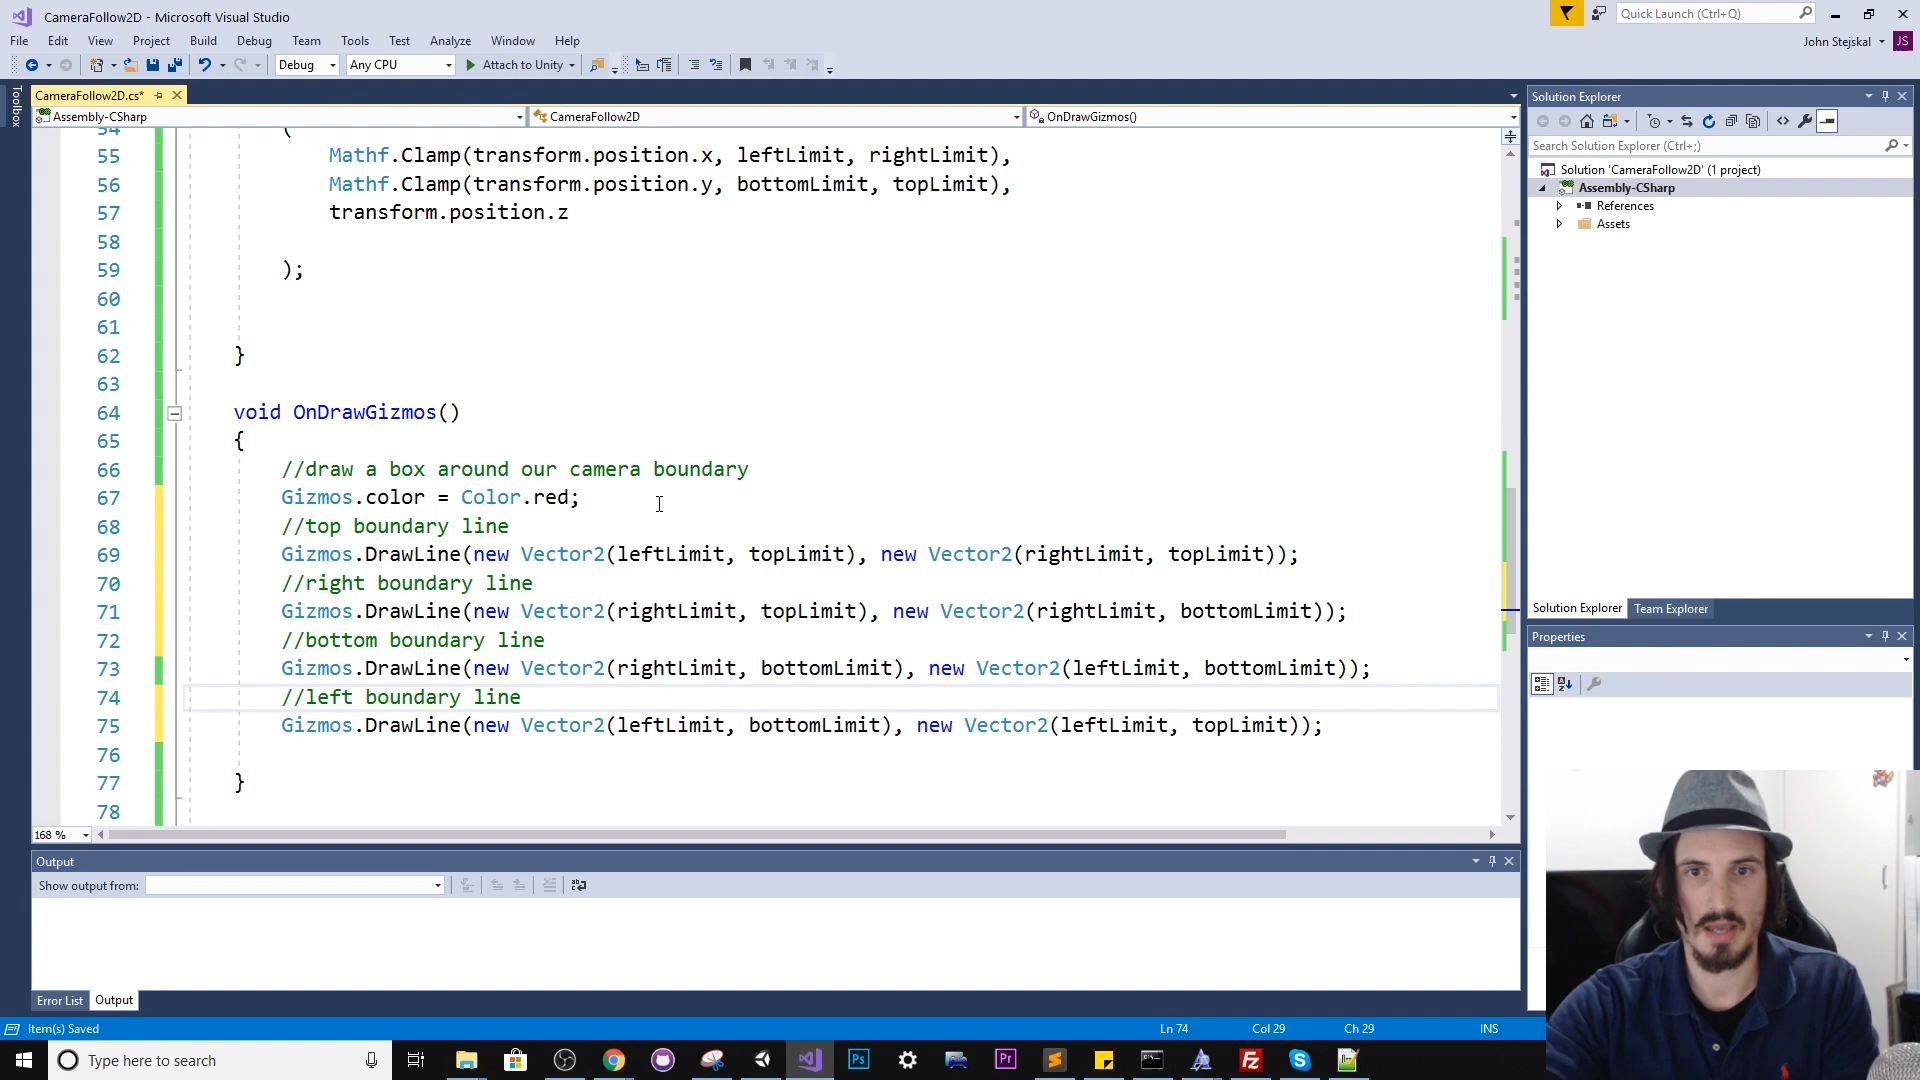 CameraFollow2D - Microsoft Visual Studio
Quick Launch (Ctrl+Q)
File Edit View Project Build Debug Team Tools Test Analyze Window Help
John Stejskal JS
Debug Any CPU Attach to Unity
Toolbox
CameraFollow2D.cs*
Assembly-CSharp CameraFollow2D OnDrawGizmos()
54 (
55 Mathf.Clamp(transform.position.x, leftLimit, rightLimit),
56 Mathf.Clamp(transform.position.y, bottomLimit, topLimit),
57 transform.position.z
58
59 );
60
61
62 }
63
64 void OnDrawGizmos()
65 {
66 //draw a box around our camera boundary
67 Gizmos.color = Color.red;
68 //top boundary line
69 Gizmos.DrawLine(new Vector2(leftLimit, topLimit), new Vector2(rightLimit, topLimit));
70 //right boundary line
71 Gizmos.DrawLine(new Vector2(rightLimit, topLimit), new Vector2(rightLimit, bottomLimit));
72 //bottom boundary line
73 Gizmos.DrawLine(new Vector2(rightLimit, bottomLimit), new Vector2(leftLimit, bottomLimit));
74 //left boundary line
75 Gizmos.DrawLine(new Vector2(leftLimit, bottomLimit), new Vector2(leftLimit, topLimit));
76
77 }
78
168 %
Output
Show output from:
Error List Output
Item(s) Saved Ln 74 Col 29 Ch 29 INS
Solution Explorer
Search Solution Explorer (Ctrl+;)
Solution 'CameraFollow2D' (1 project)
Assembly-CSharp
References
Assets
Solution Explorer Team Explorer
Properties
Type here to search
Ps
Pr
Fz